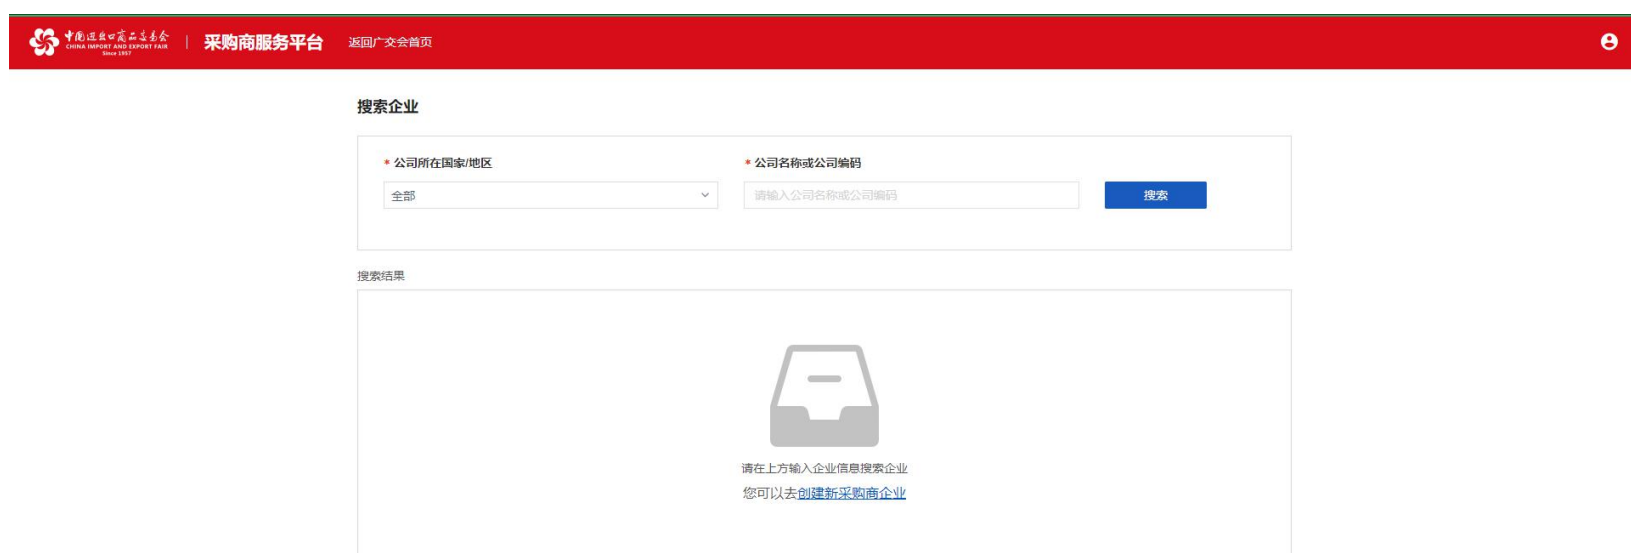 中国进出口商品交易会
CHINA IMPORT AND EXPORT FAIR
Since 1957
采购商服务平台
返回广交会首页
搜索企业
* 公司所在国家/地区
* 公司名称或公司编码
全部
请输入公司名称或公司编码
搜索
搜索结果
请在上方输入企业信息搜索企业
您可以去创建新采购商企业